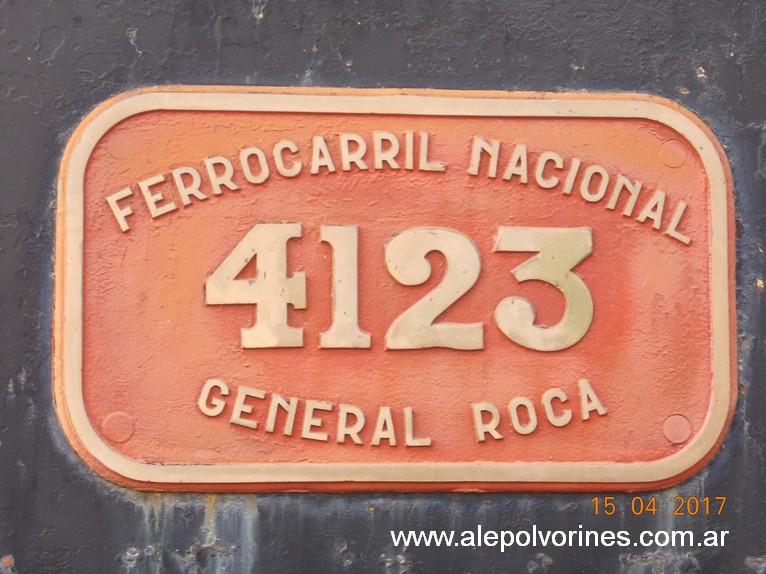 FERROCARRIL NACIONAL
4123
GENERAL ROCA
15.04.2017
www.alepolvorines.com.ar